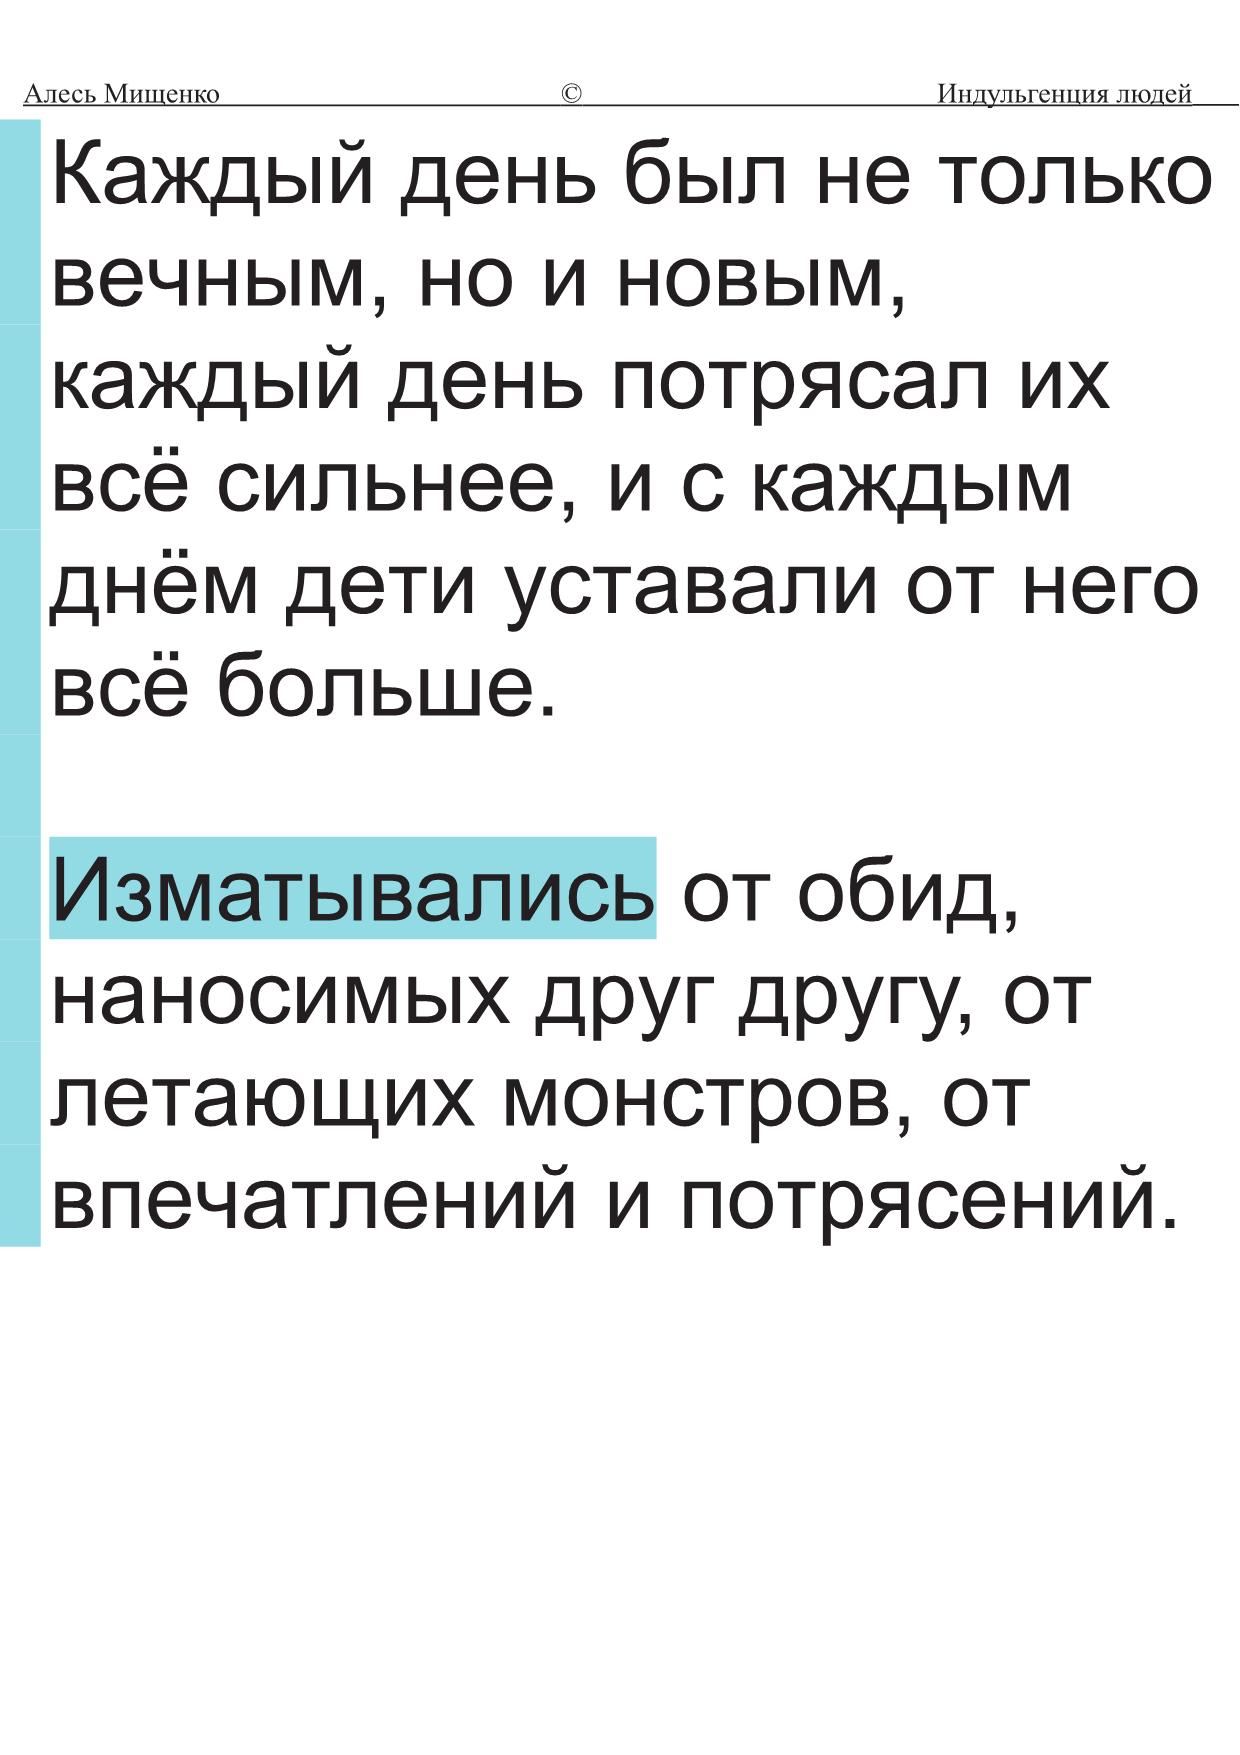 Алесь Мищенко © Индульгенция людей
Каждый день был не только
вечным, но и новым,
каждый день потрясал их
всё сильнее, и с каждым
днём дети уставали от него
всё больше.
Изматывались от обид,
наносимых друг другу, от
летающих монстров, от
впечатлений и потрясений.